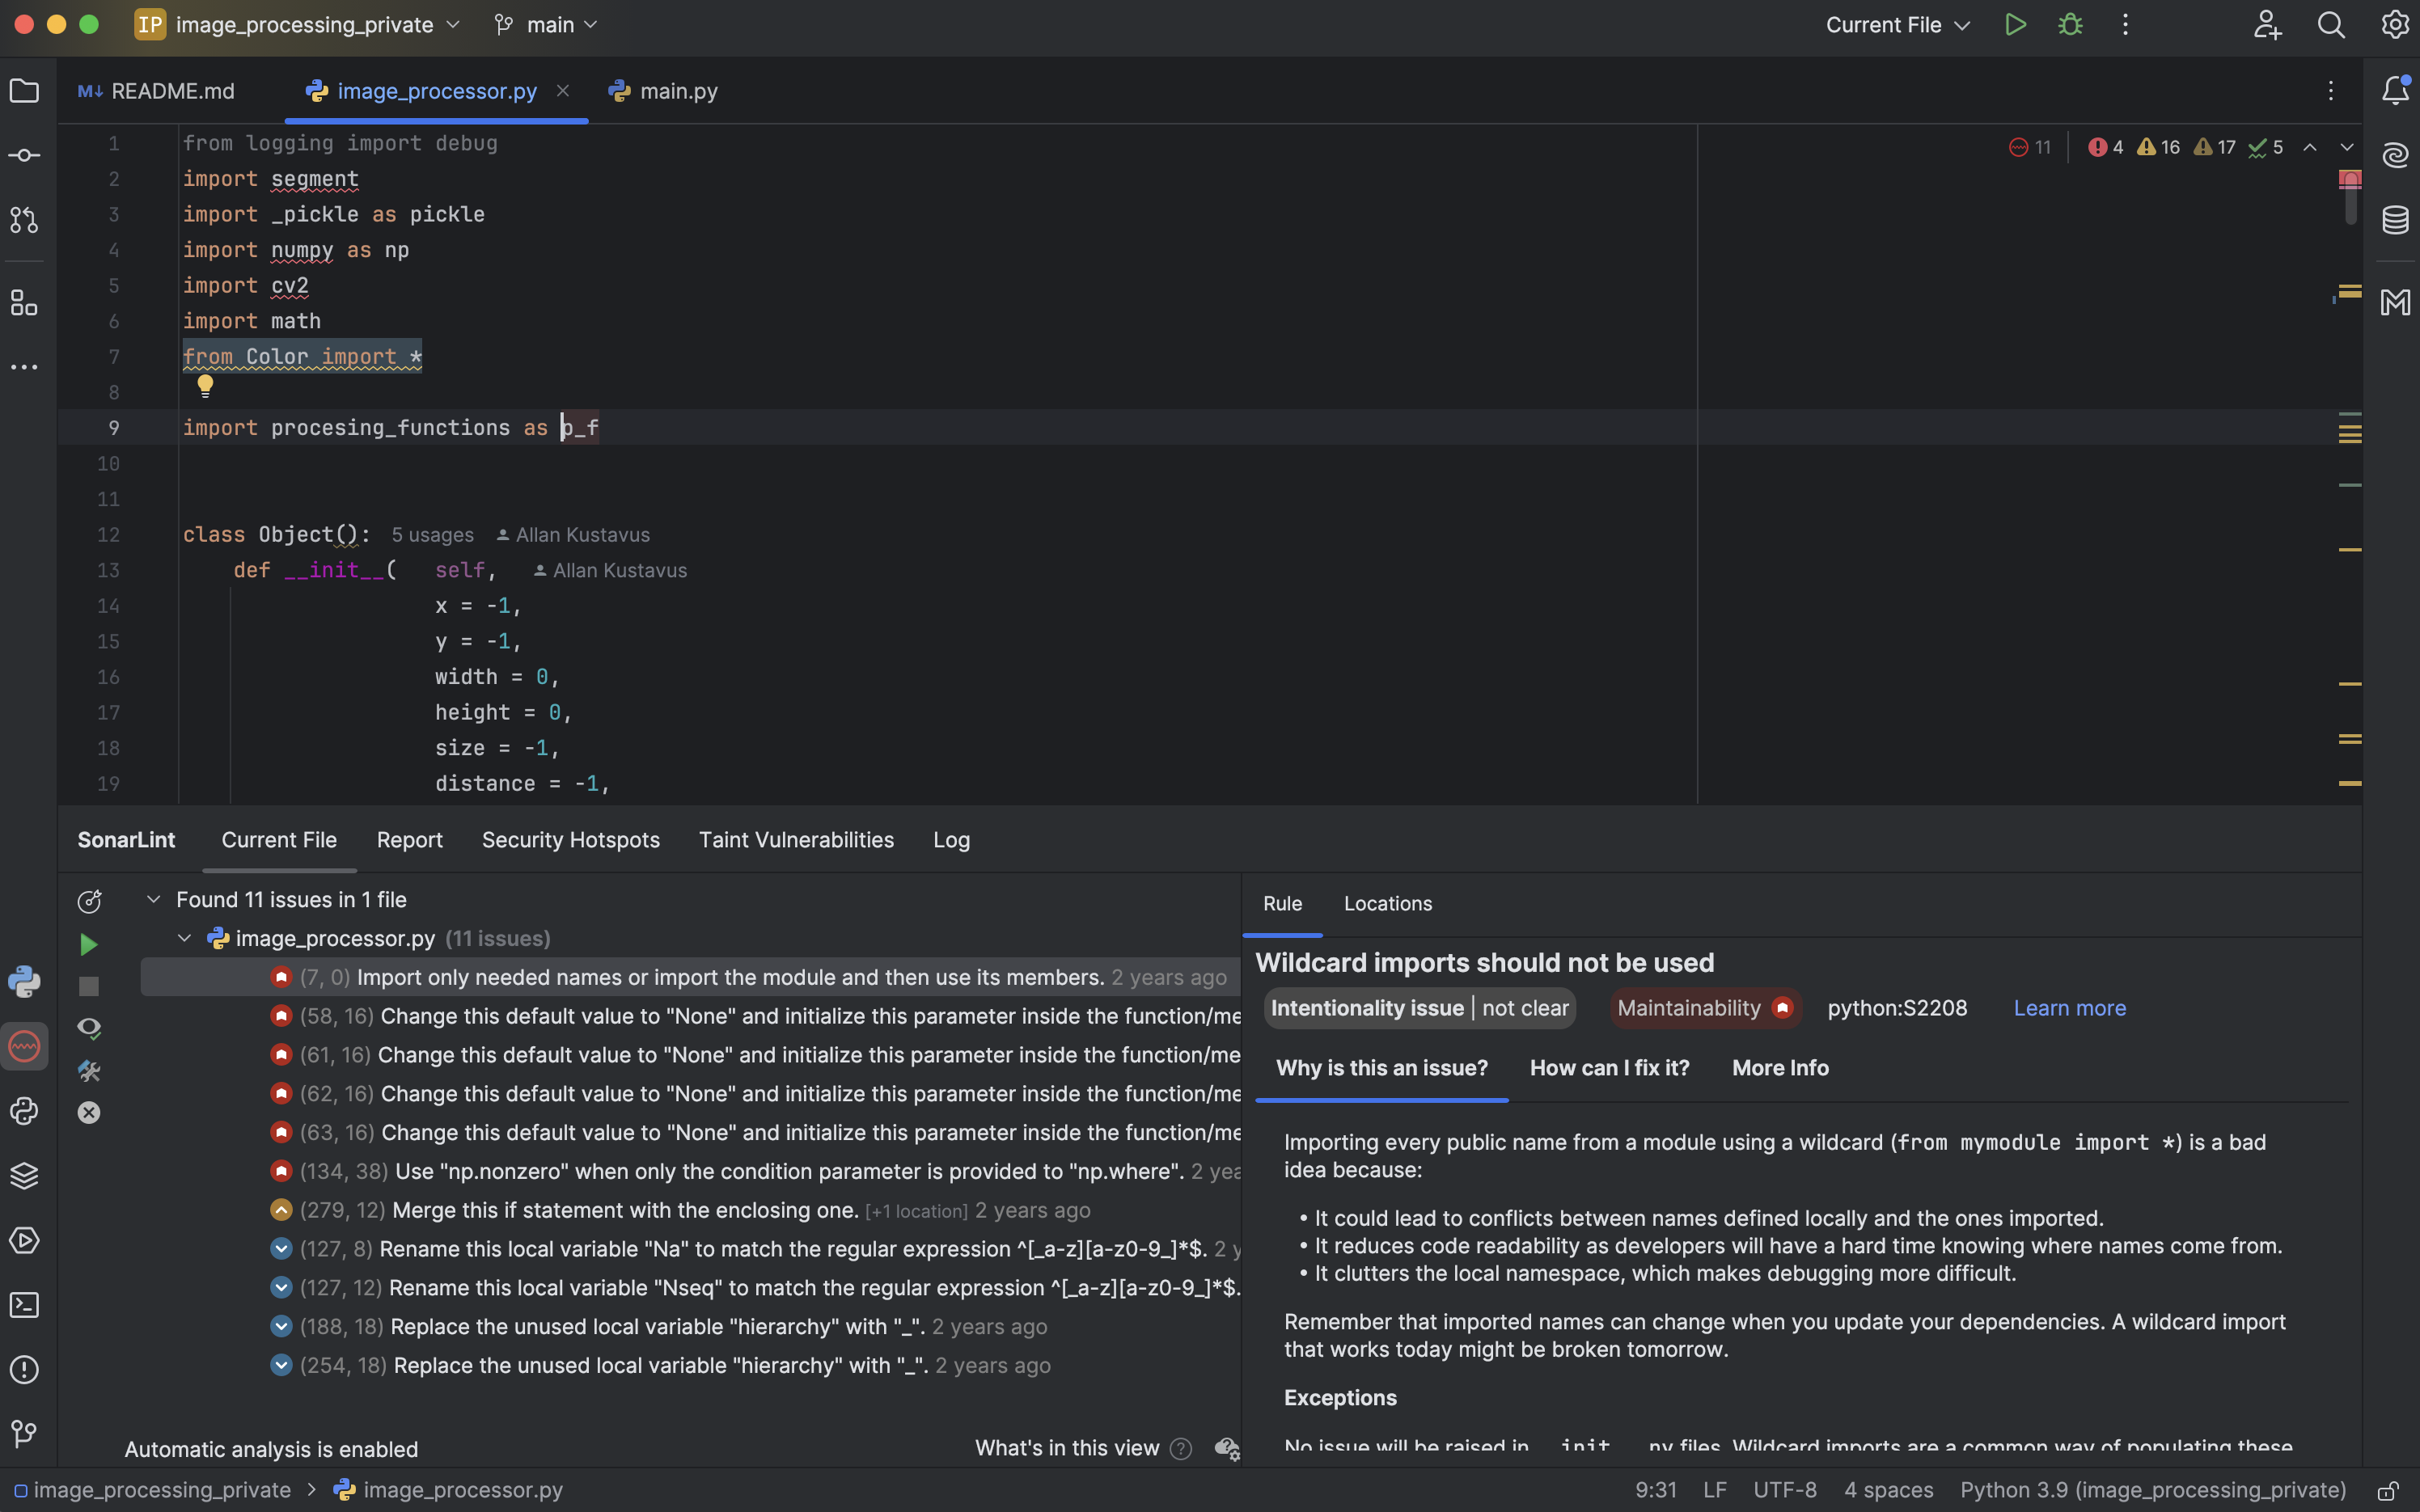 IP image_processing_private main Current File
M↓ README.md image_processor.py main.py
11 4 16 17 5
1 from logging import debug
2 import segment
3 import _pickle as pickle
4 import numpy as np
5 import cv2
6 import math
7 from Color import *
8
9 import procesing_functions as p_f
10
11
12 class Object(): 5 usages Allan Kustavus
13 def __init__( self, Allan Kustavus
14 x = -1,
15 y = -1,
16 width = 0,
17 height = 0,
18 size = -1,
19 distance = -1,
SonarLint Current File Report Security Hotspots Taint Vulnerabilities Log
Found 11 issues in 1 file
image_processor.py (11 issues)
(7, 0) Import only needed names or import the module and then use its members. 2 years ago
(58, 16) Change this default value to "None" and initialize this parameter inside the function/me
(61, 16) Change this default value to "None" and initialize this parameter inside the function/me
(62, 16) Change this default value to "None" and initialize this parameter inside the function/me
(63, 16) Change this default value to "None" and initialize this parameter inside the function/me
(134, 38) Use "np.nonzero" when only the condition parameter is provided to "np.where". 2 yea
(279, 12) Merge this if statement with the enclosing one. [+1 location] 2 years ago
(127, 8) Rename this local variable "Na" to match the regular expression ^[_a-z][a-z0-9_]*$. 2 y
(127, 12) Rename this local variable "Nseq" to match the regular expression ^[_a-z][a-z0-9_]*$.
(188, 18) Replace the unused local variable "hierarchy" with "_". 2 years ago
(254, 18) Replace the unused local variable "hierarchy" with "_". 2 years ago
Automatic analysis is enabled
What's in this view ?
Rule Locations
Wildcard imports should not be used
Intentionality issue | not clear Maintainability python:S2208 Learn more
Why is this an issue? How can I fix it? More Info
Importing every public name from a module using a wildcard (from mymodule import *) is a bad
idea because:
• It could lead to conflicts between names defined locally and the ones imported.
• It reduces code readability as developers will have a hard time knowing where names come from.
• It clutters the local namespace, which makes debugging more difficult.
Remember that imported names can change when you update your dependencies. A wildcard import
that works today might be broken tomorrow.
Exceptions
No issue will be raised in __init__.py files. Wildcard imports are a common way of populating these
image_processing_private > image_processor.py
9:31 LF UTF-8 4 spaces Python 3.9 (image_processing_private)